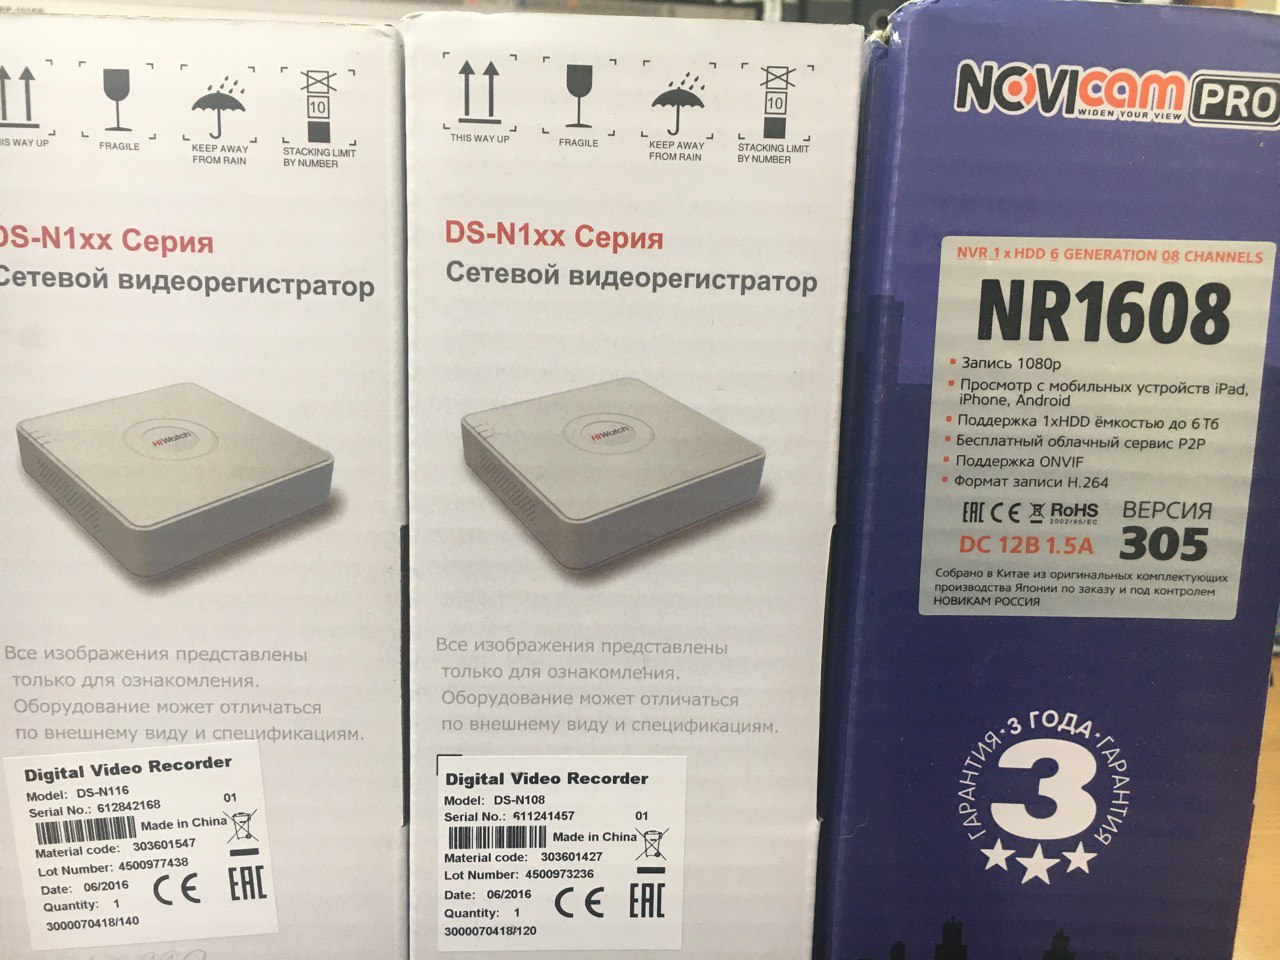 THIS WAY UP
FRAGILE
KEEP AWAY
FROM RAIN
10
STACKING LIMIT
BY NUMBER
DS-N1xx Серия
Сетевой видеорегистратор
HiWatch
Все изображения представлены
только для ознакомления.
Оборудование может отличаться
по внешнему виду и спецификациям.
Digital Video Recorder
Model: DS-N116
Serial No.: 612842168
01
Made in China
Material code: 303601547
Lot Number: 4500977438
Date: 06/2016
Quantity: 1
CE
EAC
3000070418/140
THIS WAY UP
FRAGILE
KEEP AWAY
FROM RAIN
10
STACKING LIMIT
BY NUMBER
DS-N1xx Серия
Сетевой видеорегистратор
HiWatch
Все изображения представлены
только для ознакомления.
Оборудование может отличаться
по внешнему виду и спецификациям.
Digital Video Recorder
Model: DS-N108
Serial No.: 611241457
01
Made in China
Material code: 303601427
Lot Number: 4500973236
Date: 06/2016
Quantity: 1
CE
EAC
3000070418/120
NOVIcam PRO
WIDEN YOUR VIEW
NVR 1 x HDD 6 GENERATION 08 CHANNELS
NR1608
• Запись 1080p
• Просмотр с мобильных устройств iPad,
iPhone, Android
• Поддержка 1xHDD ёмкостью до 6 Тб
• Бесплатный облачный сервис P2P
• Поддержка ONVIF
• Формат записи H.264
EAC CE RoHS
2002/95/EC
ВЕРСИЯ
DC 12В 1.5А
305
Собрано в Китае из оригинальных комплектующих
производства Японии по заказу и под контролем
НОВИКАМ РОССИЯ
ГАРАНТИЯ • 3 ГОДА • ГАРАНТИЯ
3